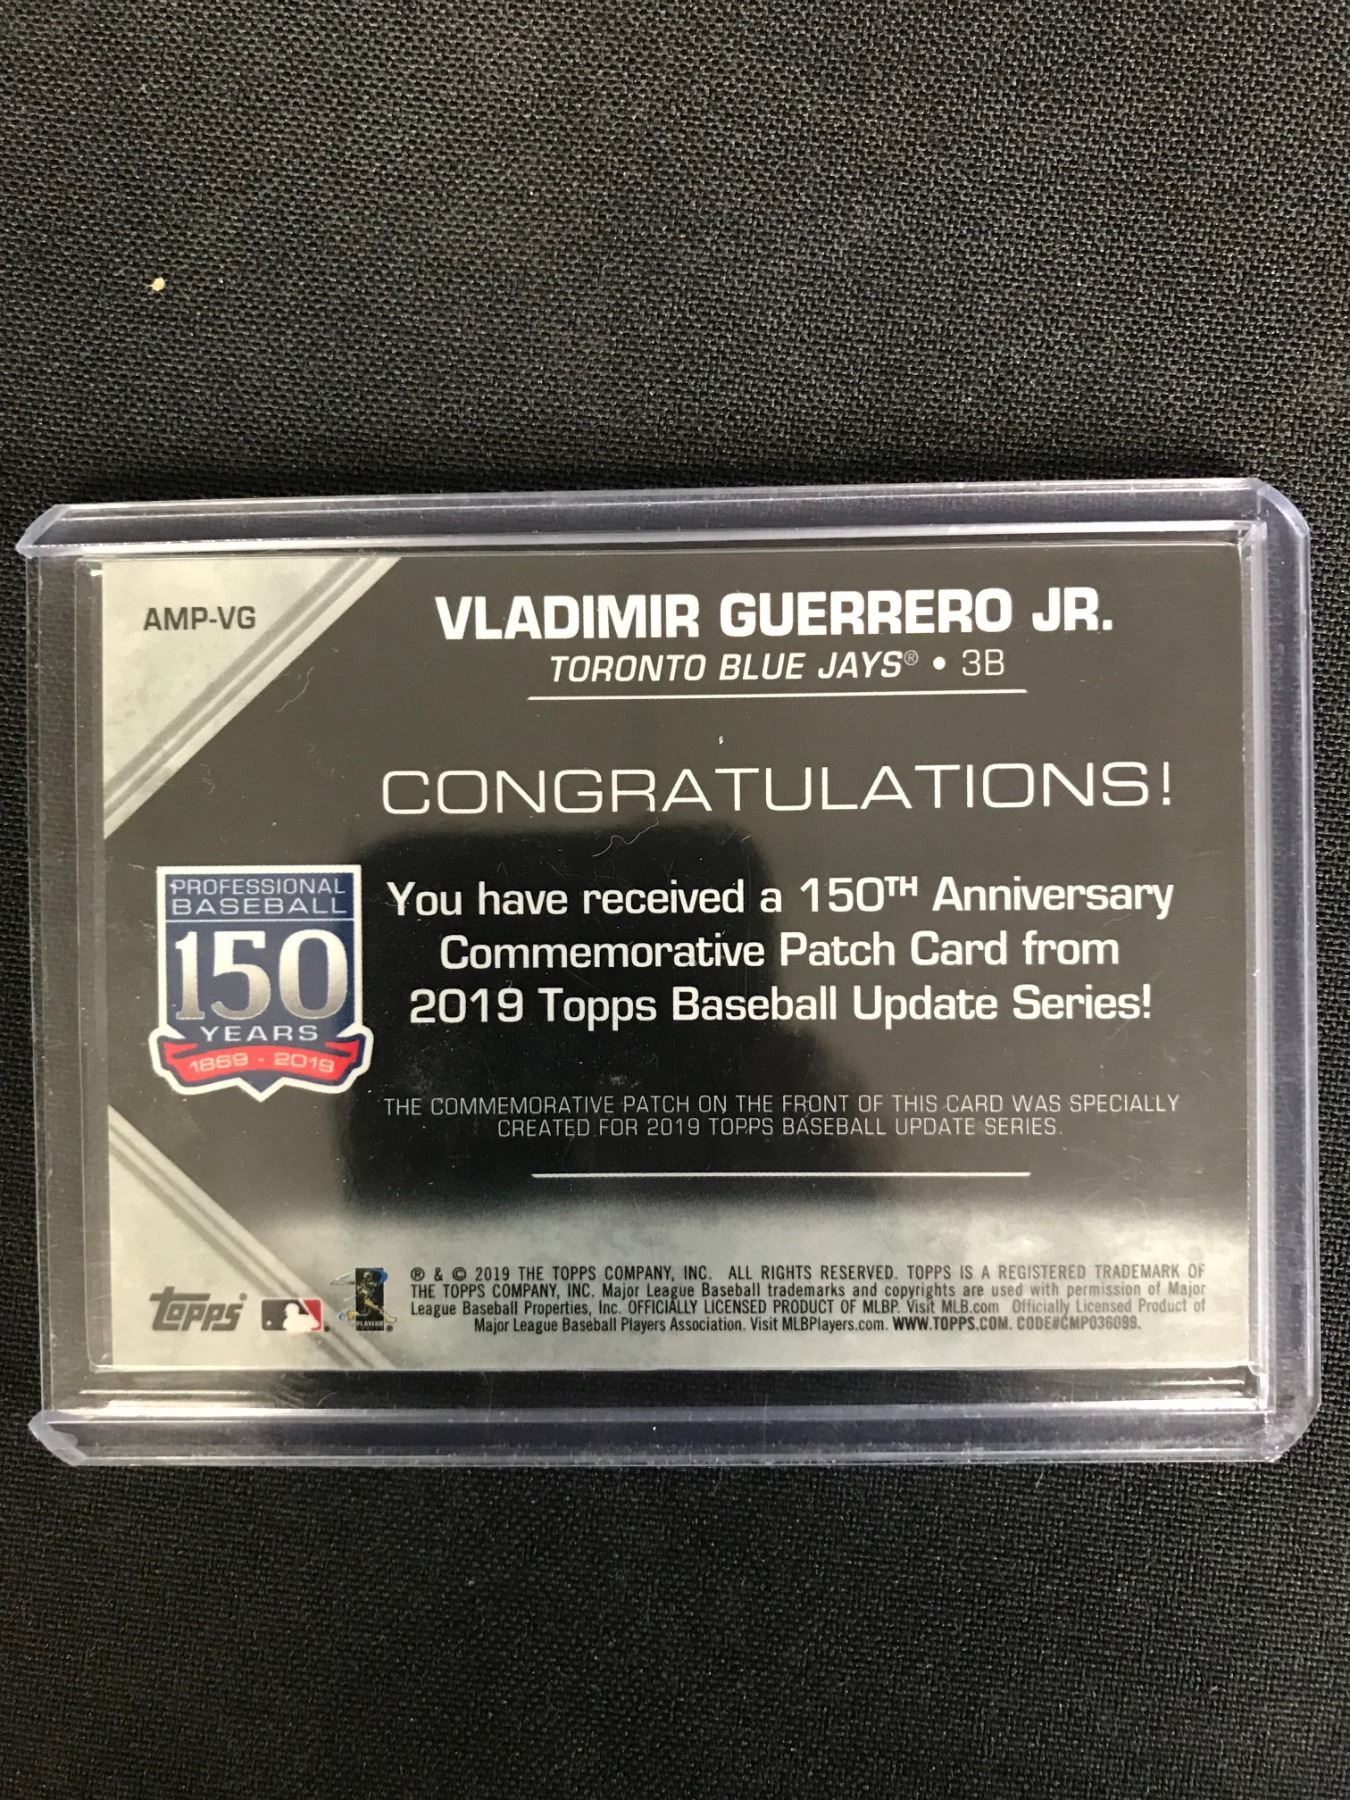 AMP-VG
VLADIMIR GUERRERO JR.
TORONTO BLUE JAYS® • 3B
CONGRATULATIONS!
PROFESSIONAL
BASEBALL
150
YEARS
1869 - 2019
You have received a 150TH Anniversary
Commemorative Patch Card from
2019 Topps Baseball Update Series!
THE COMMEMORATIVE PATCH ON THE FRONT OF THIS CARD WAS SPECIALLY
CREATED FOR 2019 TOPPS BASEBALL UPDATE SERIES.
topps
® & © 2019 THE TOPPS COMPANY, INC. ALL RIGHTS RESERVED. TOPPS IS A REGISTERED TRADEMARK OF
THE TOPPS COMPANY, INC. Major League Baseball trademarks and copyrights are used with permission of Major
League Baseball Properties, Inc. OFFICIALLY LICENSED PRODUCT OF MLBP. Visit MLB.com Officially Licensed Product of
Major League Baseball Players Association. Visit MLBPlayers.com. WWW.TOPPS.COM. CODE#CMP036099.